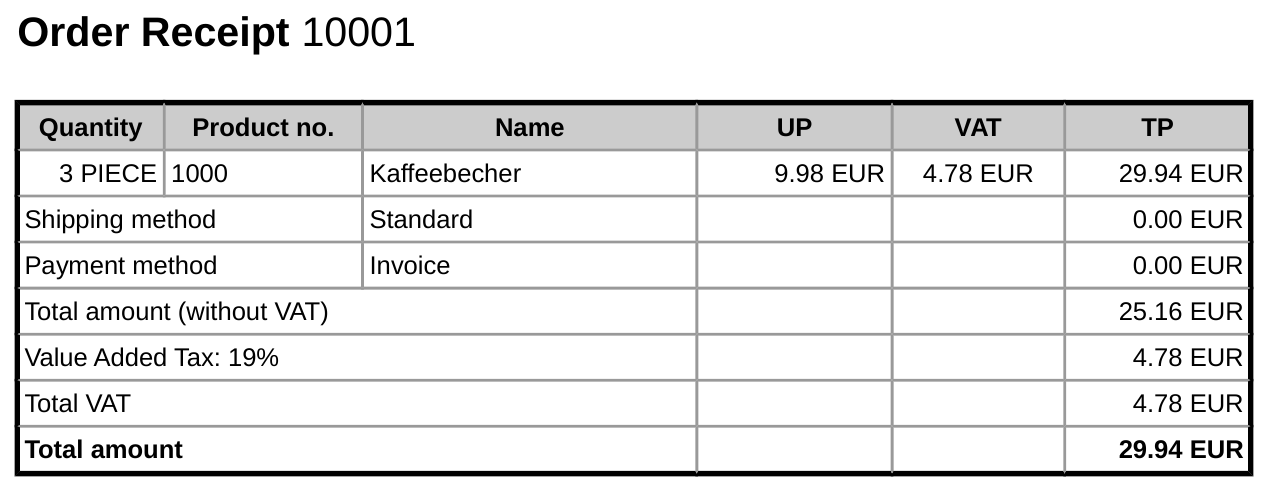 Order Receipt 10001
Quantity Product no. Name UP VAT TP
3 PIECE 1000 Kaffeebecher 9.98 EUR 4.78 EUR 29.94 EUR
Shipping method Standard 0.00 EUR
Payment method Invoice 0.00 EUR
Total amount (without VAT) 25.16 EUR
Value Added Tax: 19% 4.78 EUR
Total VAT 4.78 EUR
Total amount 29.94 EUR